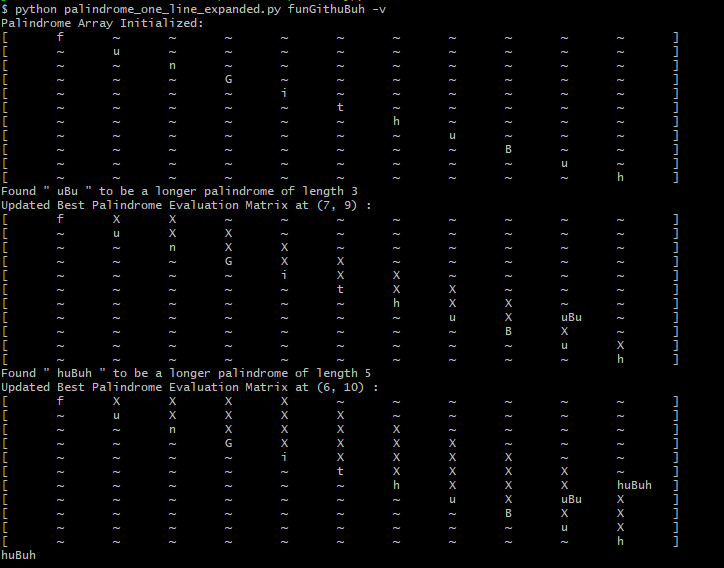 $ python palindrome_one_line_expanded.py funGithuBuh -v
Palindrome Array Initialized:
[ f ~ ~ ~ ~ ~ ~ ~ ~ ~ ~ ]
[ ~ u ~ ~ ~ ~ ~ ~ ~ ~ ~ ]
[ ~ ~ n ~ ~ ~ ~ ~ ~ ~ ~ ]
[ ~ ~ ~ G ~ ~ ~ ~ ~ ~ ~ ]
[ ~ ~ ~ ~ i ~ ~ ~ ~ ~ ~ ]
[ ~ ~ ~ ~ ~ t ~ ~ ~ ~ ~ ]
[ ~ ~ ~ ~ ~ ~ h ~ ~ ~ ~ ]
[ ~ ~ ~ ~ ~ ~ ~ u ~ ~ ~ ]
[ ~ ~ ~ ~ ~ ~ ~ ~ B ~ ~ ]
[ ~ ~ ~ ~ ~ ~ ~ ~ ~ u ~ ]
[ ~ ~ ~ ~ ~ ~ ~ ~ ~ ~ h ]
Found " uBu " to be a longer palindrome of length 3
Updated Best Palindrome Evaluation Matrix at (7, 9) :
[ f X X ~ ~ ~ ~ ~ ~ ~ ~ ]
[ ~ u X X ~ ~ ~ ~ ~ ~ ~ ]
[ ~ ~ n X X ~ ~ ~ ~ ~ ~ ]
[ ~ ~ ~ G X X ~ ~ ~ ~ ~ ]
[ ~ ~ ~ ~ i X X ~ ~ ~ ~ ]
[ ~ ~ ~ ~ ~ t X X ~ ~ ~ ]
[ ~ ~ ~ ~ ~ ~ h X X ~ ~ ]
[ ~ ~ ~ ~ ~ ~ ~ u X uBu ~ ]
[ ~ ~ ~ ~ ~ ~ ~ ~ B X ~ ]
[ ~ ~ ~ ~ ~ ~ ~ ~ ~ u X ]
[ ~ ~ ~ ~ ~ ~ ~ ~ ~ ~ h ]
Found " huBuh " to be a longer palindrome of length 5
Updated Best Palindrome Evaluation Matrix at (6, 10) :
[ f X X X X ~ ~ ~ ~ ~ ~ ]
[ ~ u X X X X ~ ~ ~ ~ ~ ]
[ ~ ~ n X X X X ~ ~ ~ ~ ]
[ ~ ~ ~ G X X X X ~ ~ ~ ]
[ ~ ~ ~ ~ i X X X X ~ ~ ]
[ ~ ~ ~ ~ ~ t X X X X ~ ]
[ ~ ~ ~ ~ ~ ~ h X X X huBuh ]
[ ~ ~ ~ ~ ~ ~ ~ u X uBu X ]
[ ~ ~ ~ ~ ~ ~ ~ ~ B X X ]
[ ~ ~ ~ ~ ~ ~ ~ ~ ~ u X ]
[ ~ ~ ~ ~ ~ ~ ~ ~ ~ ~ h ]
huBuh